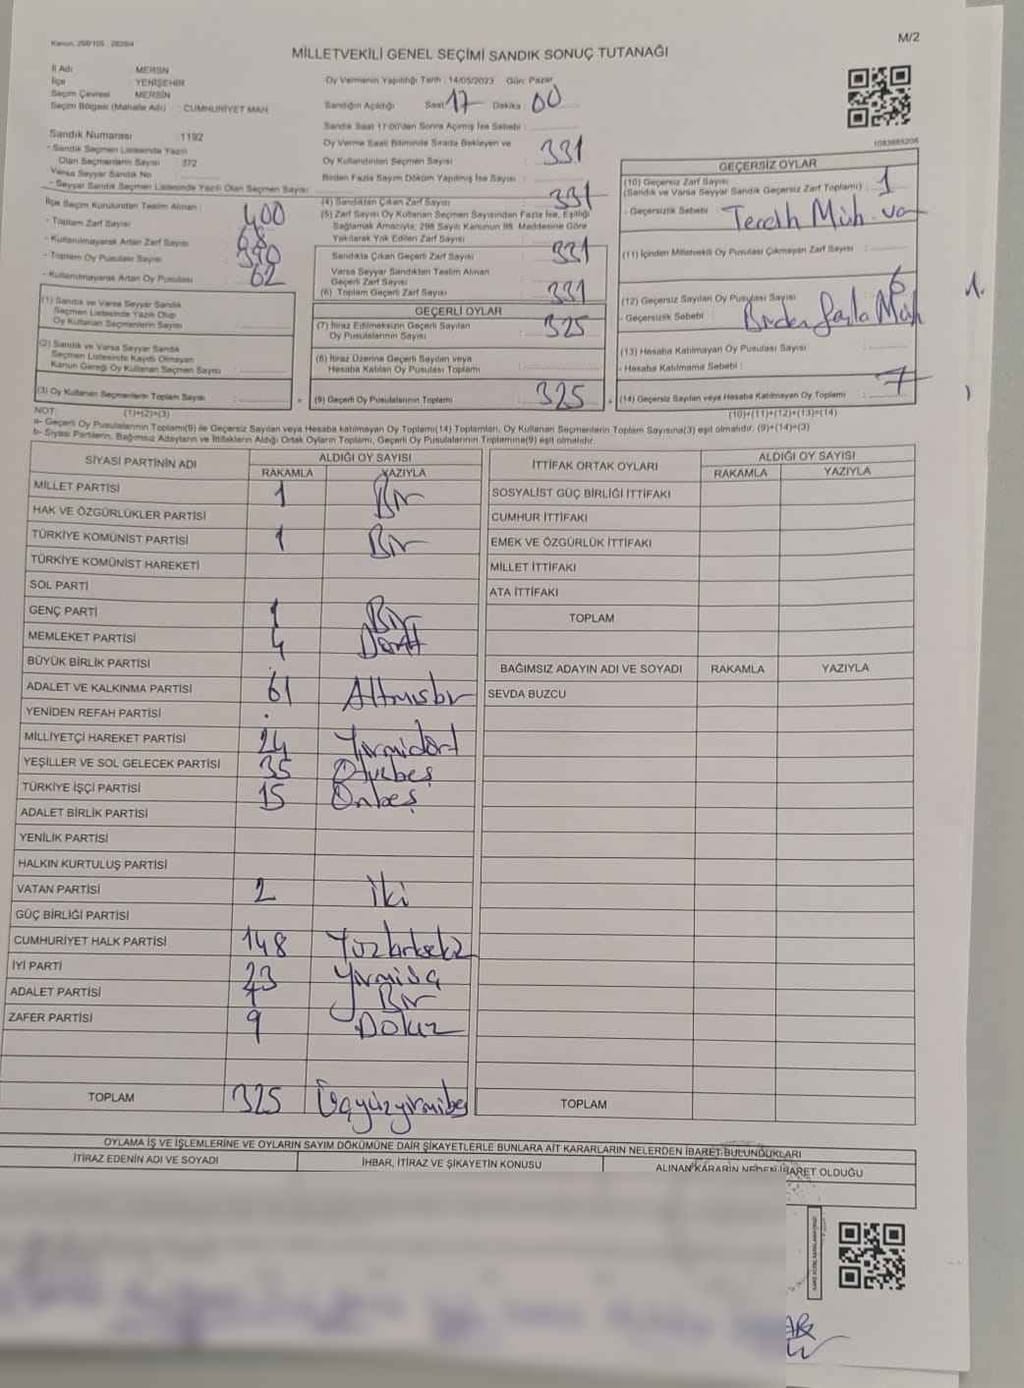 M/2
MİLLETVEKİLİ GENEL SEÇİMİ SANDIK SONUÇ TUTANAĞI
İl Adı MERSİN
İlçe YENİŞEHİR
Seçim Çevresi MERSİN
Seçim Bölgesi (Mahalle Adı) : CUMHURİYET MAH
Sandık Numarası 1192
- Sandık Seçmen Listesinde Yazılı
Olan Seçmenlerin Sayısı 372
Varsa Seyyar Sandık No
- Seyyar Sandık Seçmen Listesinde Yazılı Olan Seçmen Sayısı
İlçe Seçim Kurulundan Teslim Alınan
- Toplam Zarf Sayısı 400
- Kullanılmayarak Artan Zarf Sayısı 68
- Toplam Oy Pusulası Sayısı
- Kullanılmayarak Artan Oy Pusulası 62
(1) Sandık ve Varsa Seyyar Sandık
Seçmen Listesinde Yazılı Olup
Oy Kullanan Seçmenlerin Sayısı
(2) Sandık ve Varsa Seyyar Sandık
Seçmen Listesinde Kaydı Olmayan
Kanun Gereği Oy Kullanan Seçmen Sayısı
(3) Oy Kullanan Seçmenlerin Toplam Sayısı
Oy Vermenin Yapıldığı Tarih : 14/05/2023 Gün: Pazar
Sandığın Açıldığı Saat 17 Dakika 00
Sandık Saat 17:00'den Sonra Açılmış İse Sebebi :
Oy Verme Saati Bitiminde Sırada Bekleyen ve
Oy Kullandırılan Seçmen Sayısı 331
Birden Fazla Sayım Döküm Yapılmış İse Sayısı :
(4) Sandıktan Çıkan Zarf Sayısı 331
(5) Zarf Sayısı Oy Kullanan Seçmen Sayısından Fazla İse, Eşitliği
Sağlamak Amacıyla, 298 Sayılı Kanunun 98. Maddesine Göre
Yakılarak Yok Edilen Zarf Sayısı
Sandıkta Çıkan Geçerli Zarf Sayısı 331
Varsa Seyyar Sandıktan Teslim Alınan
Geçerli Zarf Sayısı
(6) Toplam Geçerli Zarf Sayısı 331
GEÇERLİ OYLAR
(7) İtiraz Edilmeksizin Geçerli Sayılan
Oy Pusulalarının Sayısı 325
(8) İtiraz Üzerine Geçerli Sayılan veya
Hesaba Katılan Oy Pusulası Toplamı
(9) Geçerli Oy Pusulalarının Toplamı 325
1083685206
GEÇERSİZ OYLAR
(10) Geçersiz Zarf Sayısı
(Sandık ve Varsa Seyyar Sandık Geçersiz Zarf Toplamı) : 1
- Geçersizlik Sebebi : Tercih Müh. var
(11) İçinden Milletvekili Oy Pusulası Çıkmayan Zarf Sayısı
(12) Geçersiz Sayılan Oy Pusulası Sayısı 6
- Geçersizlik Sebebi : Birden fazla Müh
(13) Hesaba Katılmayan Oy Pusulası Sayısı
- Hesaba Katılmama Sebebi :
(14) Geçersiz Sayılan veya Hesaba Katılmayan Oy Toplamı : 7
NOT: (1)+(2)=(3) (10)+(11)+(12)+(13)=(14)
a- Geçerli Oy Pusulalarının Toplamı(9) ile Geçersiz Sayılan veya Hesaba katılmayan Oy Toplamı(14) Toplamları, Oy Kullanan Seçmenlerin Toplam Sayısına(3) eşit olmalıdır. (9)+(14)=(3)
b- Siyasi Partilerin, Bağımsız Adayların ve İttifakların Aldığı Ortak Oyların Toplamı, Geçerli Oy Pusulalarının Toplamına(9) eşit olmalıdır.
SİYASİ PARTİNİN ADI ALDIĞI OY SAYISI
RAKAMLA YAZIYLA
MİLLET PARTİSİ 1 Bir
HAK VE ÖZGÜRLÜKLER PARTİSİ
TÜRKİYE KOMÜNİST PARTİSİ 1 Bir
TÜRKİYE KOMÜNİST HAREKETİ
SOL PARTİ
GENÇ PARTİ 1 Bir
MEMLEKET PARTİSİ 4 Dört
BÜYÜK BİRLİK PARTİSİ
ADALET VE KALKINMA PARTİSİ 61 Altmışbir
YENİDEN REFAH PARTİSİ
MİLLİYETÇİ HAREKET PARTİSİ 24 Yirmidört
YEŞİLLER VE SOL GELECEK PARTİSİ 35 Otuzbeş
TÜRKİYE İŞÇİ PARTİSİ 15 Onbeş
ADALET BİRLİK PARTİSİ
YENİLİK PARTİSİ
HALKIN KURTULUŞ PARTİSİ
VATAN PARTİSİ 2 İki
GÜÇ BİRLİĞİ PARTİSİ
CUMHURİYET HALK PARTİSİ 148
İYİ PARTİ 23 Yirmiüç
ADALET PARTİSİ 1 Bir
ZAFER PARTİSİ 9 Dokuz
TOPLAM 325 Üçyüzyirmibeş
İTTİFAK ORTAK OYLARI ALDIĞI OY SAYISI
RAKAMLA YAZIYLA
SOSYALİST GÜÇ BİRLİĞİ İTTİFAKI
CUMHUR İTTİFAKI
EMEK VE ÖZGÜRLÜK İTTİFAKI
MİLLET İTTİFAKI
ATA İTTİFAKI
TOPLAM
BAĞIMSIZ ADAYIN ADI VE SOYADI RAKAMLA YAZIYLA
SEVDA BUZCU
TOPLAM
OYLAMA İŞ VE İŞLEMLERİNE VE OYLARIN SAYIM DÖKÜMÜNE DAİR ŞİKAYETLERLE BUNLARA AİT KARARLARIN NELERDEN İBARET BULUNDUKLARI
İTİRAZ EDENİN ADI VE SOYADI İHBAR, İTİRAZ VE ŞİKAYETİN KONUSU ALINAN KARARIN NEDEN İBARET OLDUĞU